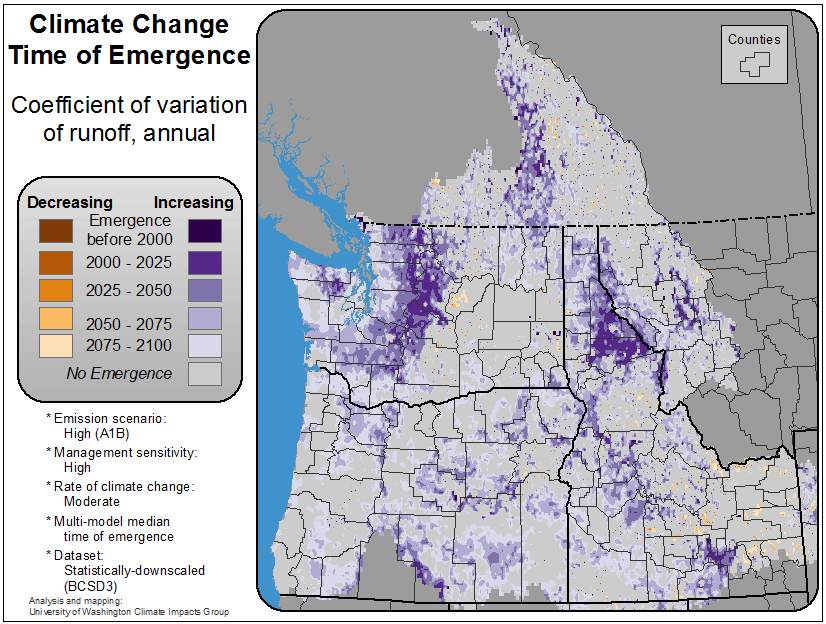 Climate Change
Time of Emergence
Coefficient of variation
of runoff, annual
Decreasing Increasing
Emergence
before 2000
2000 - 2025
2025 - 2050
2050 - 2075
2075 - 2100
No Emergence
* Emission scenario:
High (A1B)
* Management sensitivity:
High
* Rate of climate change:
Moderate
* Multi-model median
time of emergence
* Dataset:
Statistically-downscaled
(BCSD3)
Analysis and mapping:
University of Washington Climate Impacts Group
Counties